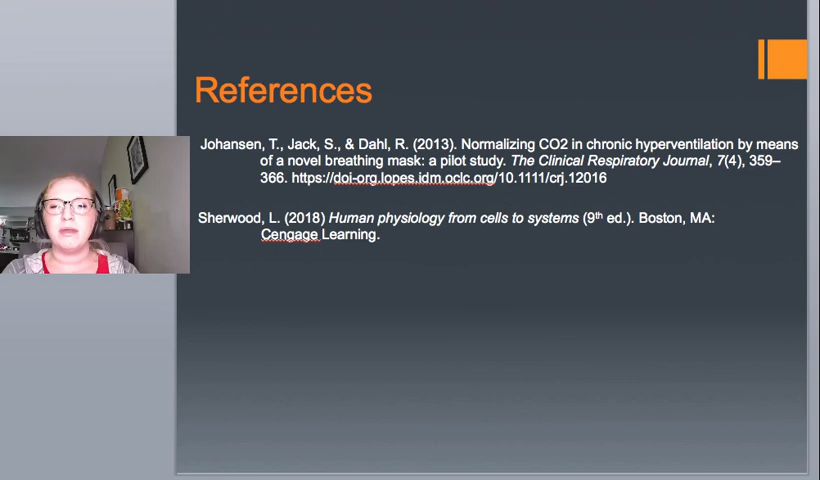 References
Johansen, T., Jack, S., & Dahl, R. (2013). Normalizing CO2 in chronic hyperventilation by means
of a novel breathing mask: a pilot study. The Clinical Respiratory Journal, 7(4), 359–
366. https://doi-org.lopes.idm.oclc.org/10.1111/crj.12016
Sherwood, L. (2018) Human physiology from cells to systems (9th ed.). Boston, MA:
Cengage Learning.